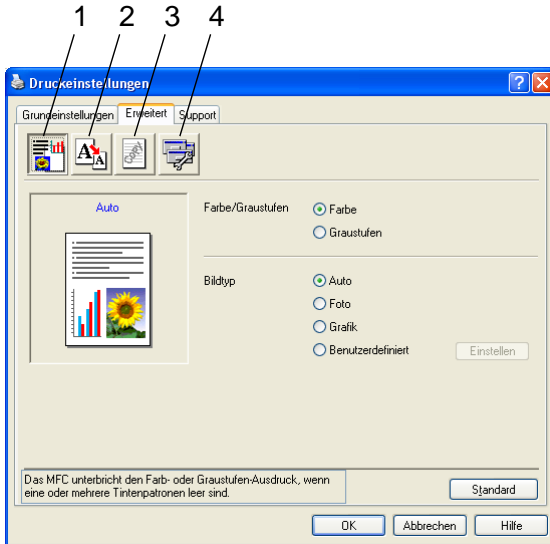 1 2 3 4
Druckeinstellungen
Grundeinstellungen Erweitert Support
A A COPY
Auto
Farbe/Graustufen
Farbe
Graustufen
Bildtyp
Auto
Foto
Grafik
Benutzerdefiniert Einstellen
Das MFC unterbricht den Farb- oder Graustufen-Ausdruck, wenn
eine oder mehrere Tintenpatronen leer sind.
Standard
OK Abbrechen Hilfe